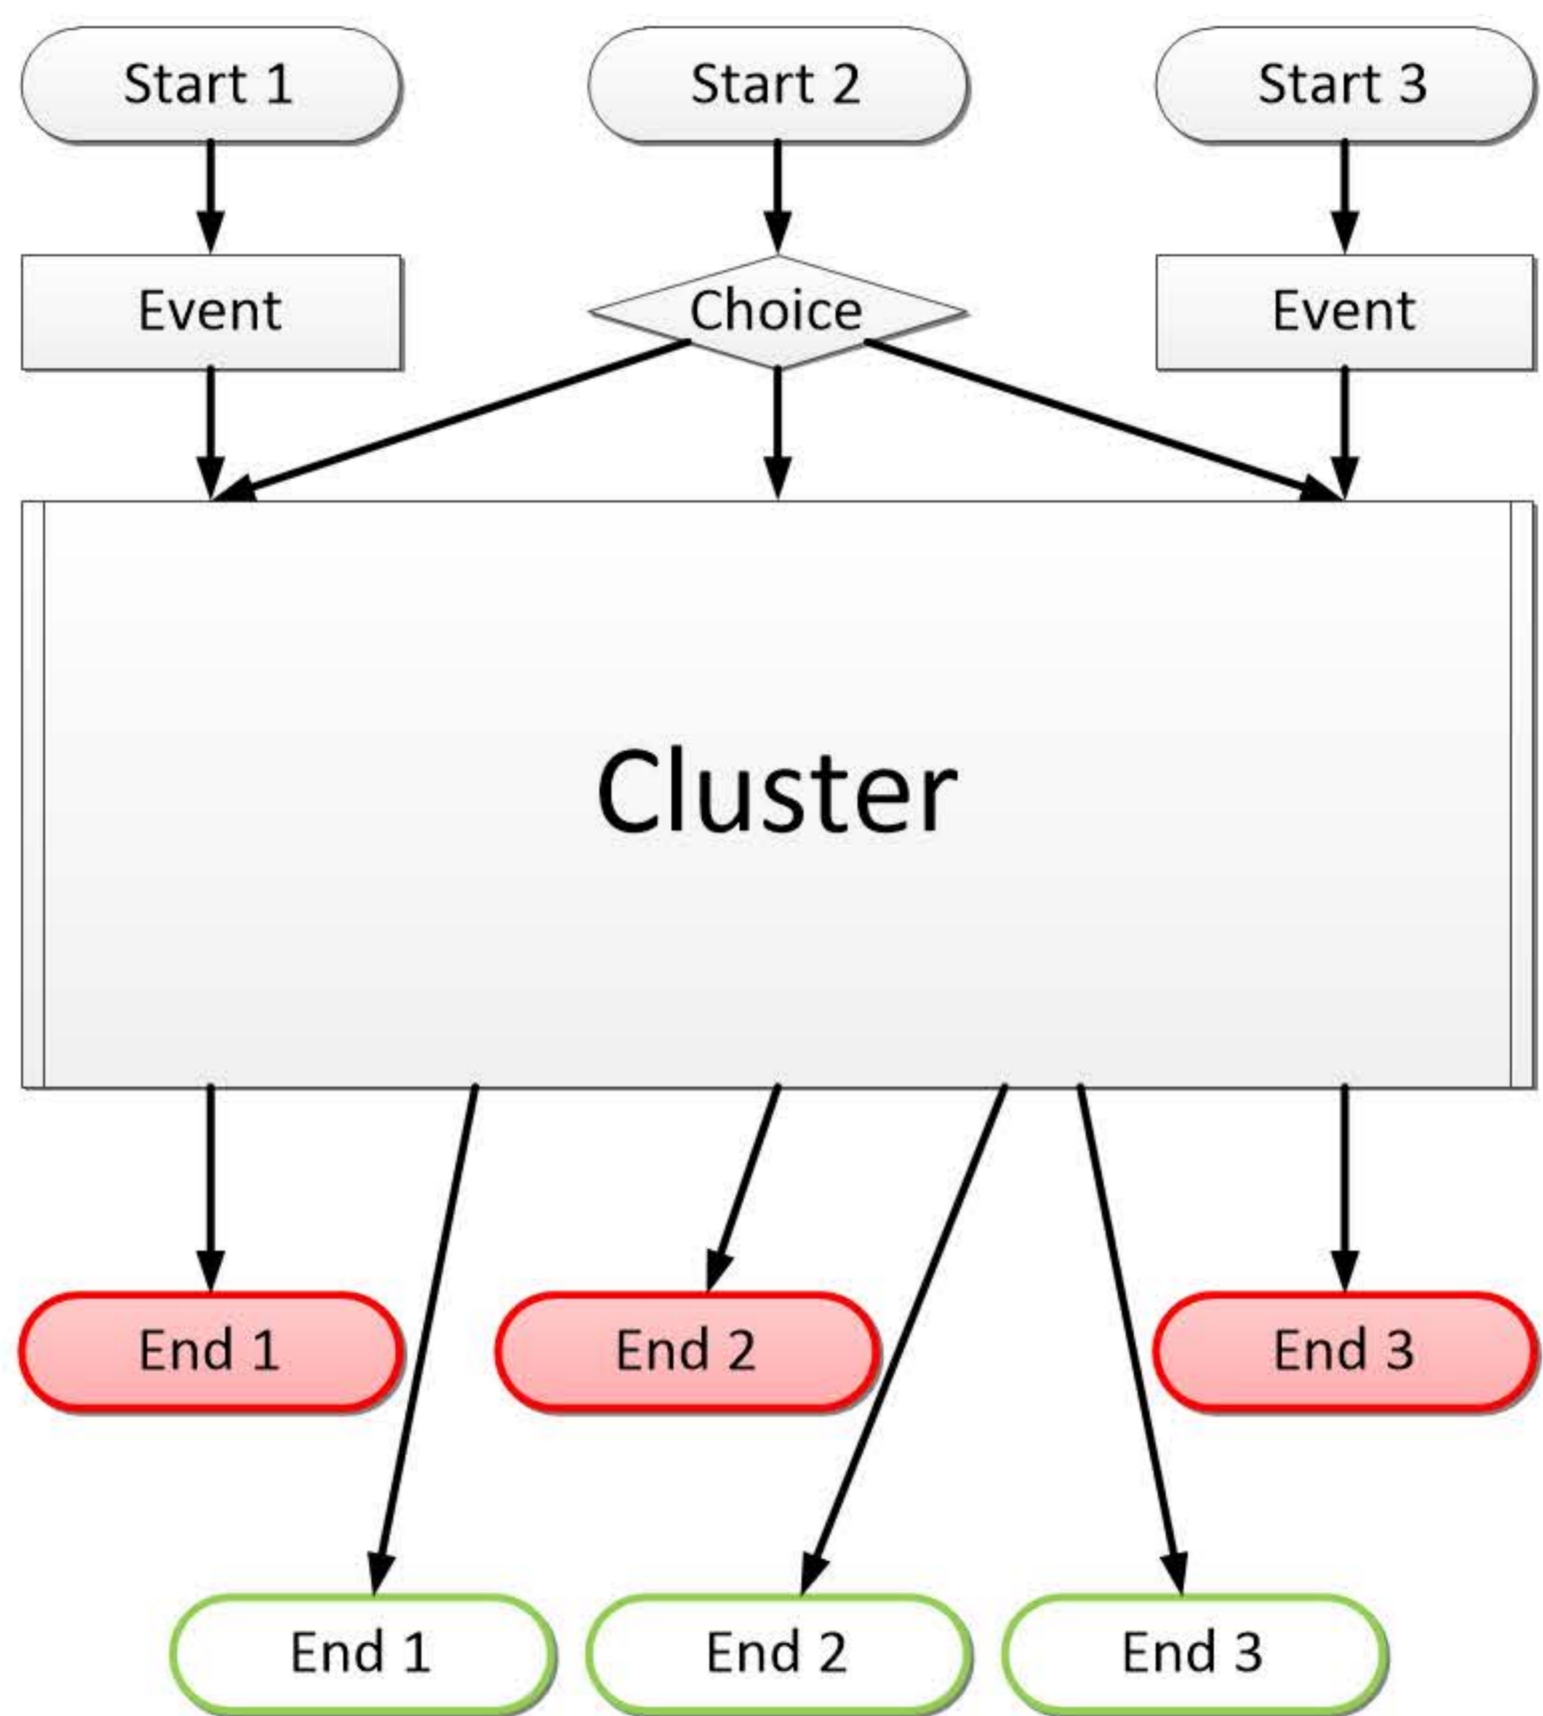 Start 1
Start 2
Start 3
Event
Choice
Event
Cluster
End 1
End 2
End 3
End 1
End 2
End 3